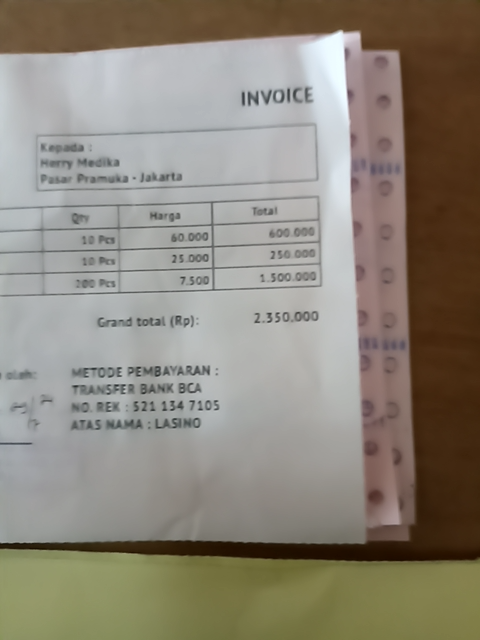 INVOICE
Kepada :
Herry Medika
Pasar Pramuka - Jakarta
Qty Harga Total
10 Pcs 60.000 600.000
10 Pcs 25.000 250.000
200 Pcs 7.500 1.500.000
Grand total (Rp): 2.350,000
oleh:
METODE PEMBAYARAN :
TRANSFER BANK BCA
NO. REK : 521 134 7105
ATAS NAMA : LASINO